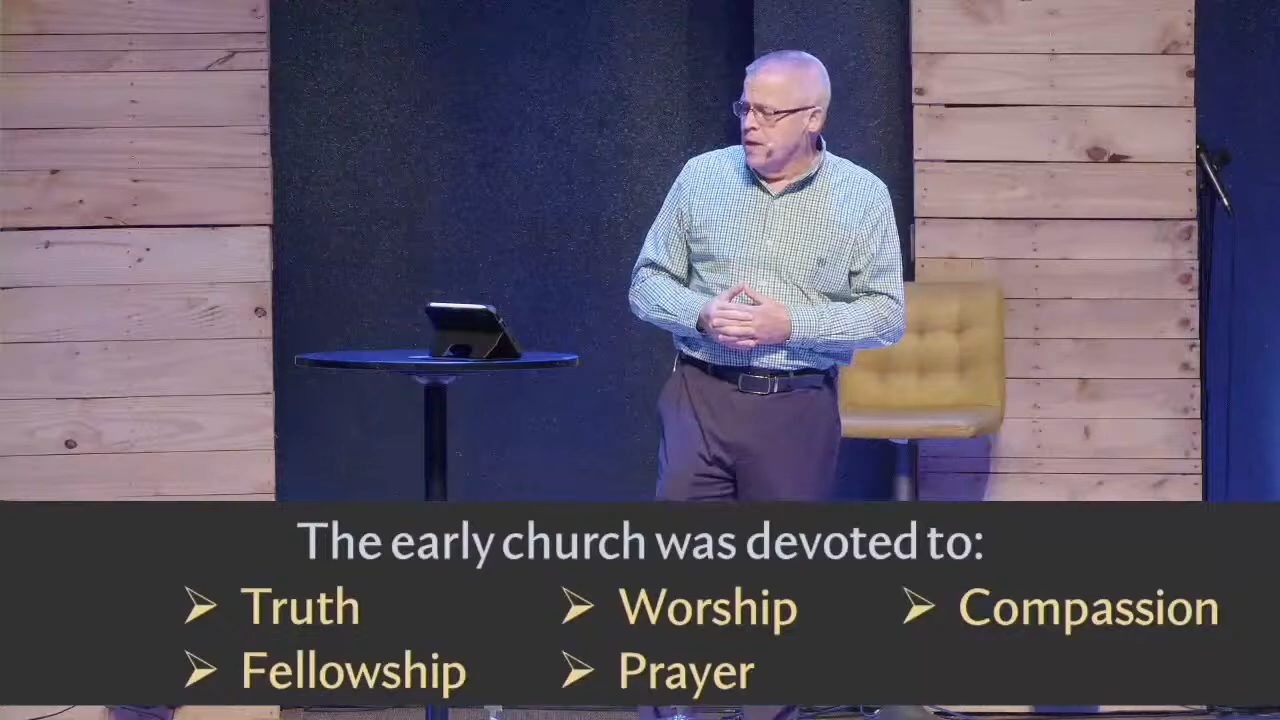 The early church was devoted to:
➢ Truth ➢ Worship ➢ Compassion
➢ Fellowship ➢ Prayer